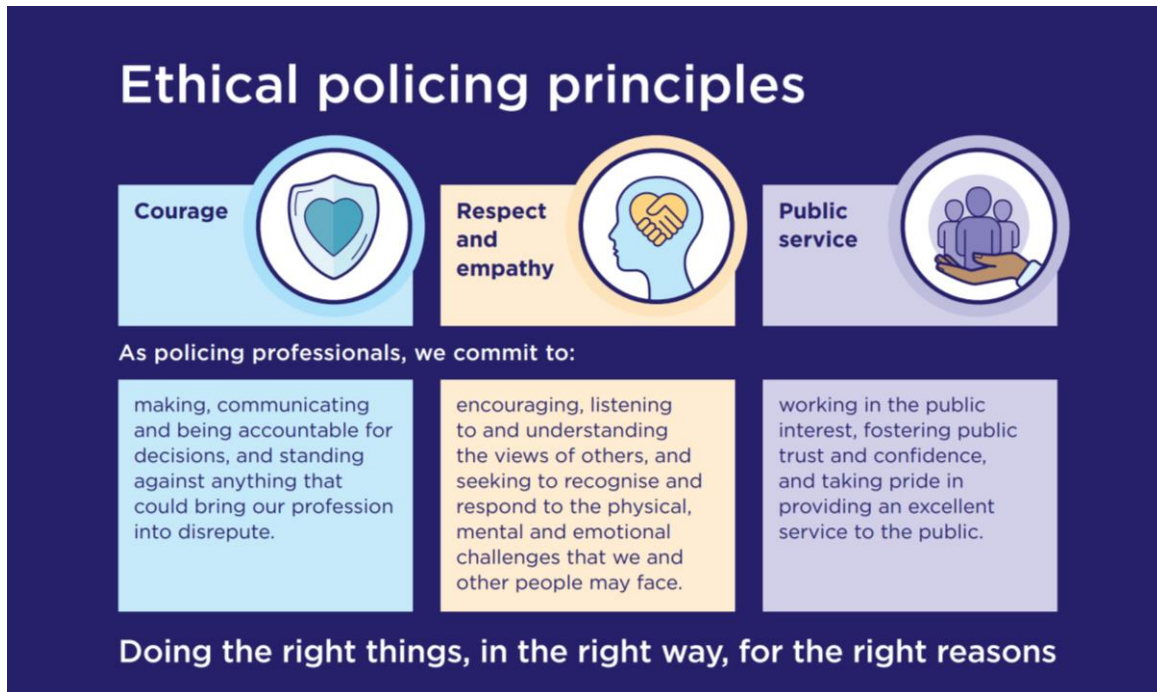 Ethical policing principles
Courage
Respect
and
empathy
Public
service
As policing professionals, we commit to:
making, communicating
and being accountable for
decisions, and standing
against anything that
could bring our profession
into disrepute.
encouraging, listening
to and understanding
the views of others, and
seeking to recognise and
respond to the physical,
mental and emotional
challenges that we and
other people may face.
working in the public
interest, fostering public
trust and confidence,
and taking pride in
providing an excellent
service to the public.
Doing the right things, in the right way, for the right reasons